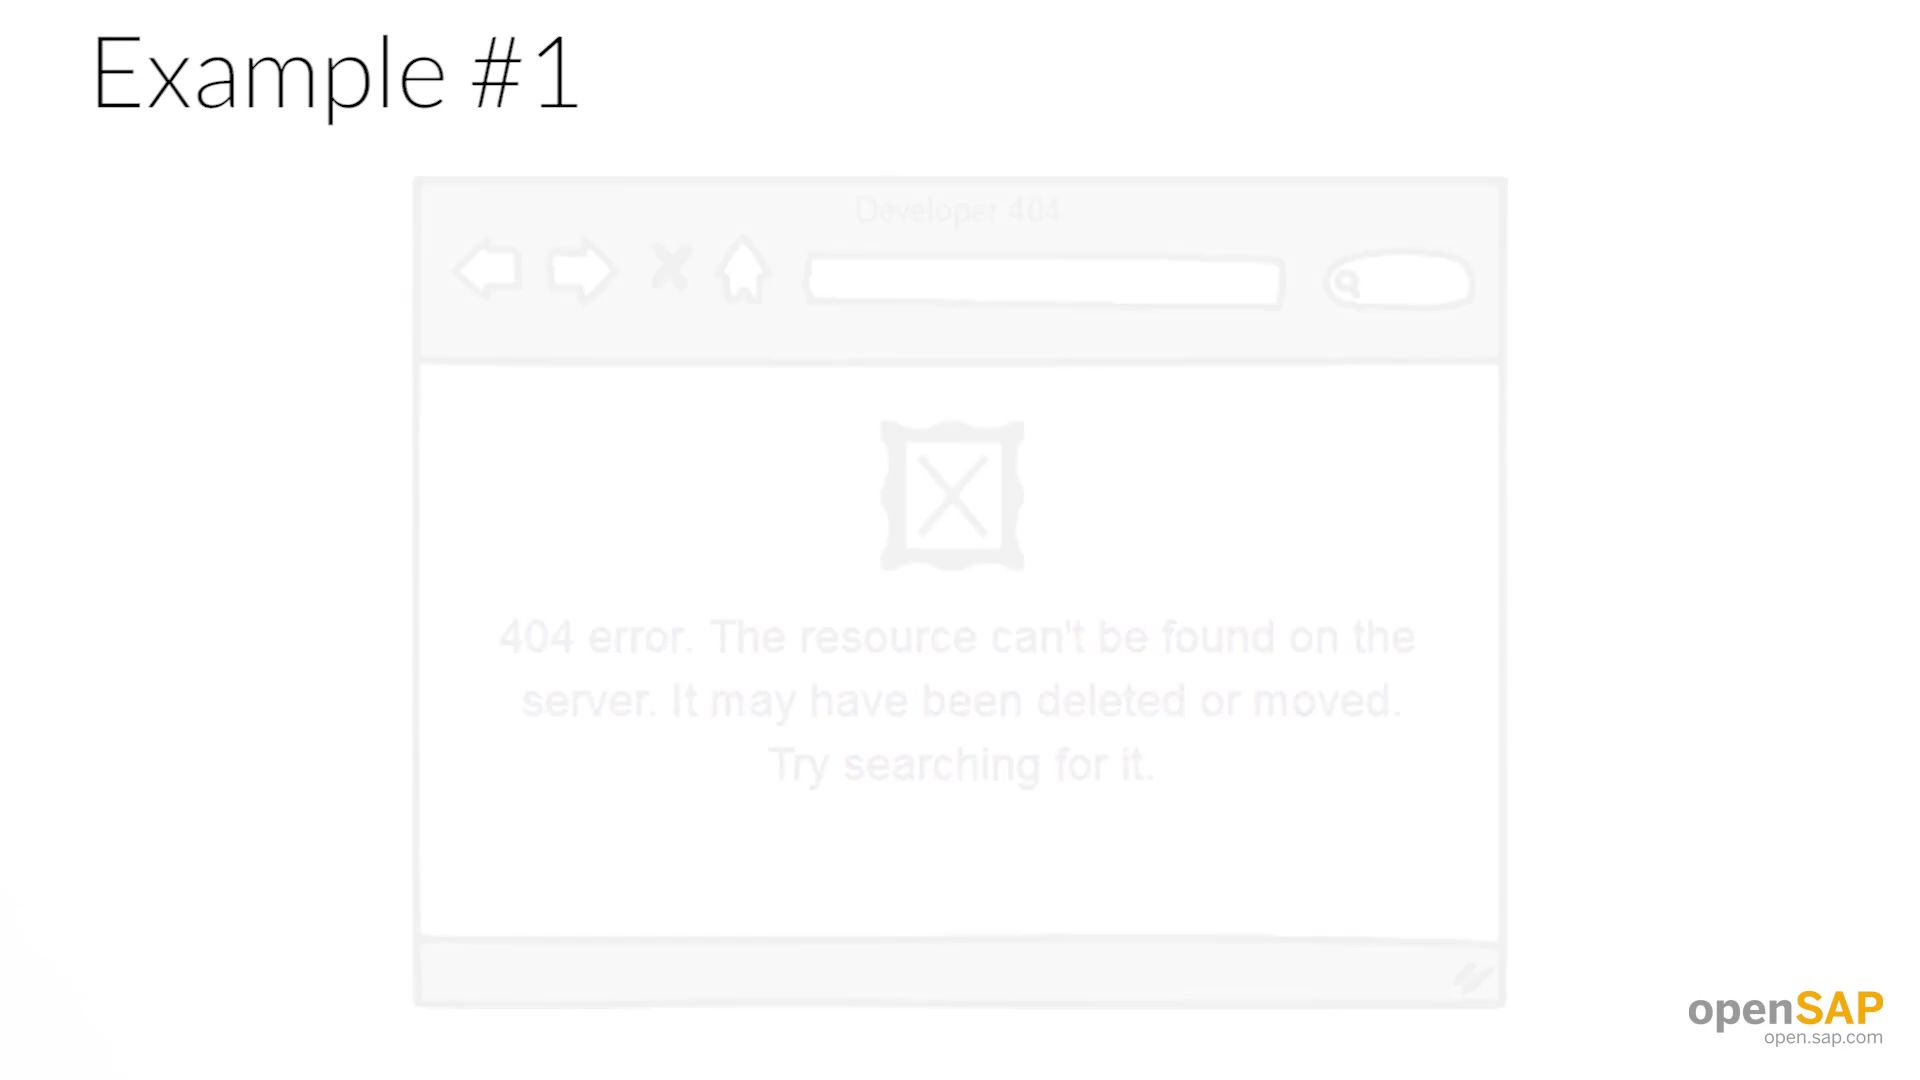 Example #1
Developer 404
404 error. The resource can't be found on the
server. It may have been deleted or moved.
Try searching for it.
openSAP
open.sap.com